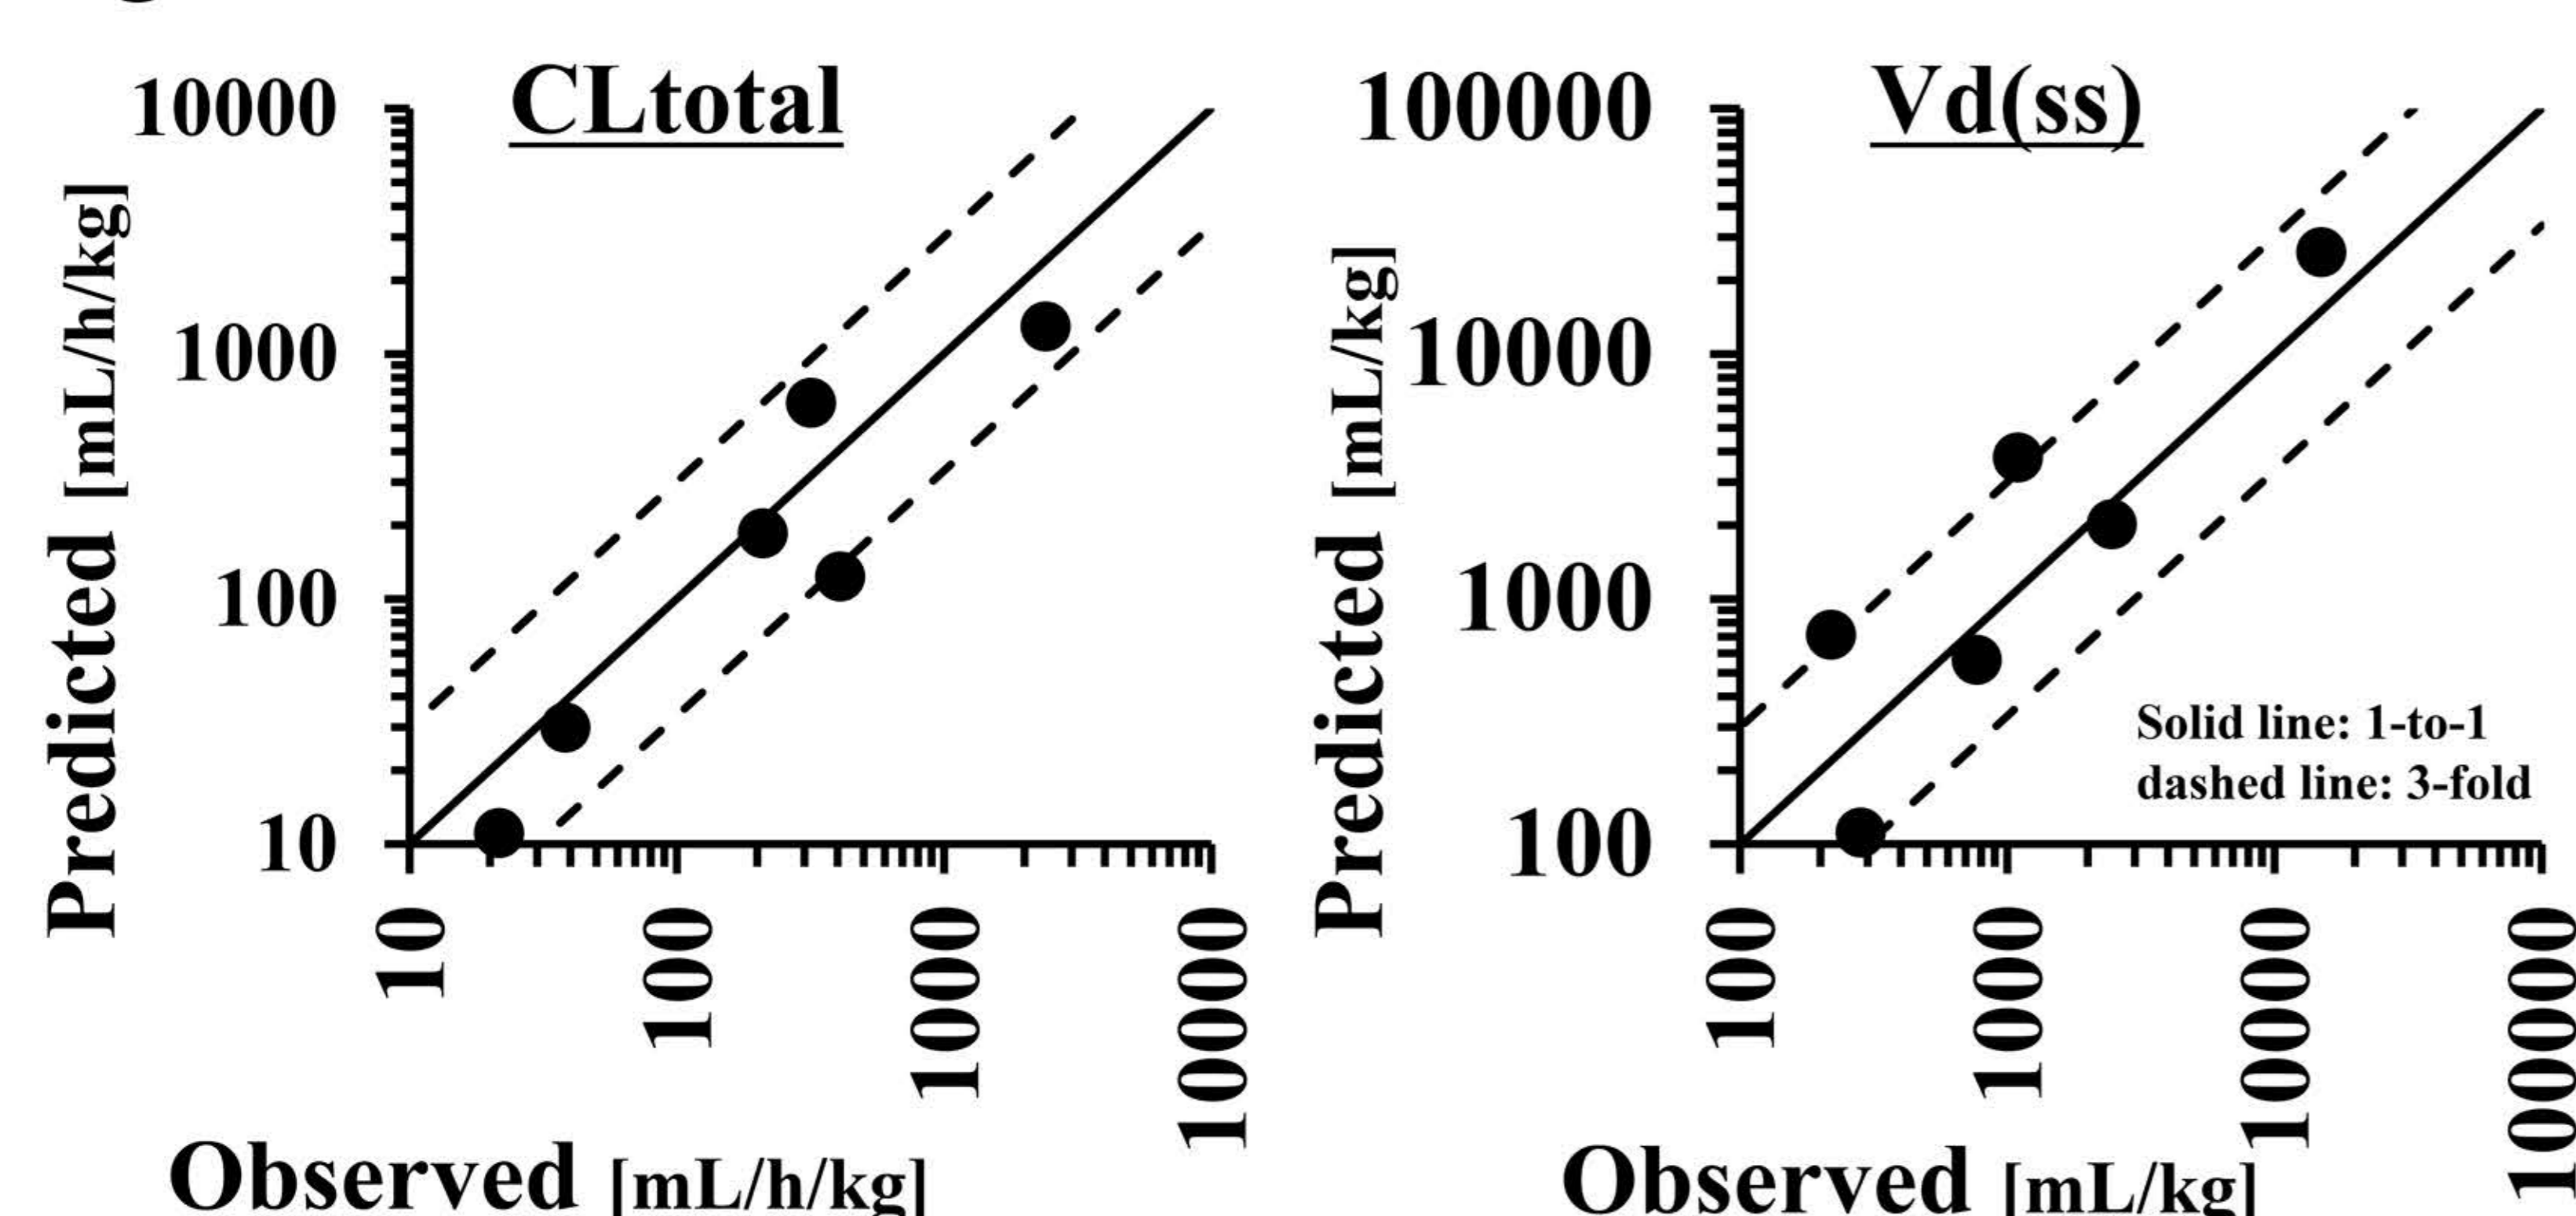 CLtotal
10000
1000
100
10
Predicted [mL/h/kg]
10
100
1000
10000
Observed [mL/h/kg]
Vd(ss)
100000
10000
1000
100
Predicted [mL/kg]
Solid line: 1-to-1
dashed line: 3-fold
100
1000
10000
Observed [mL/kg]